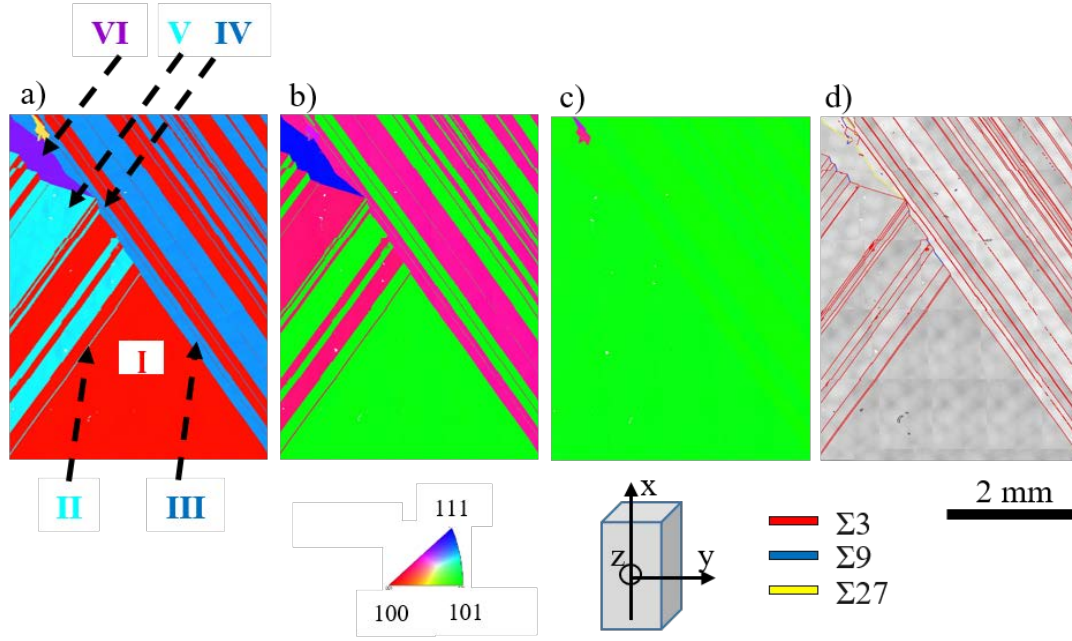 VI V IV
a) b) c) d)
I
II III
111
100 101
x
z y
Σ3
Σ9
Σ27
2 mm